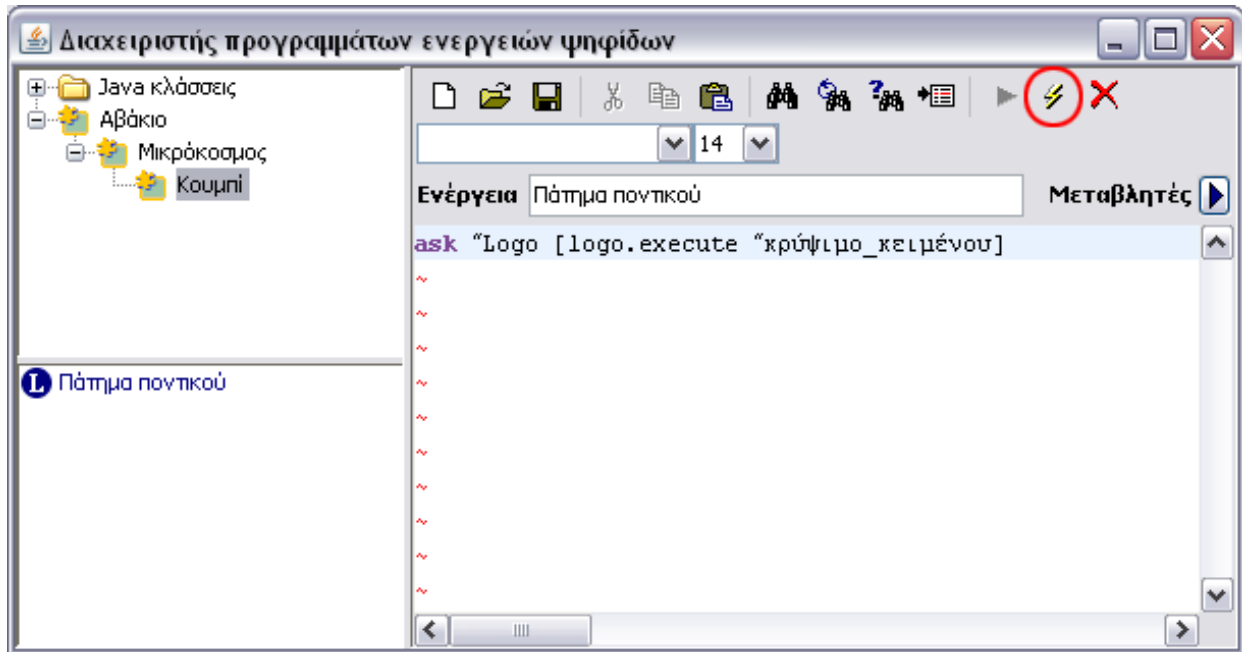 Διαχειριστής προγραμμάτων ενεργειών ψηφίδων
Java κλάσσεις
Αβάκιο
Μικρόκοσμος
Κουμπί
14
Ενέργεια Πάτημα ποντικού Μεταβλητές
ask “Logo [logo.execute “κρύψιμο_κειμένου]
~
~
~
~
~
~
~
~
~
~
L Πάτημα ποντικού